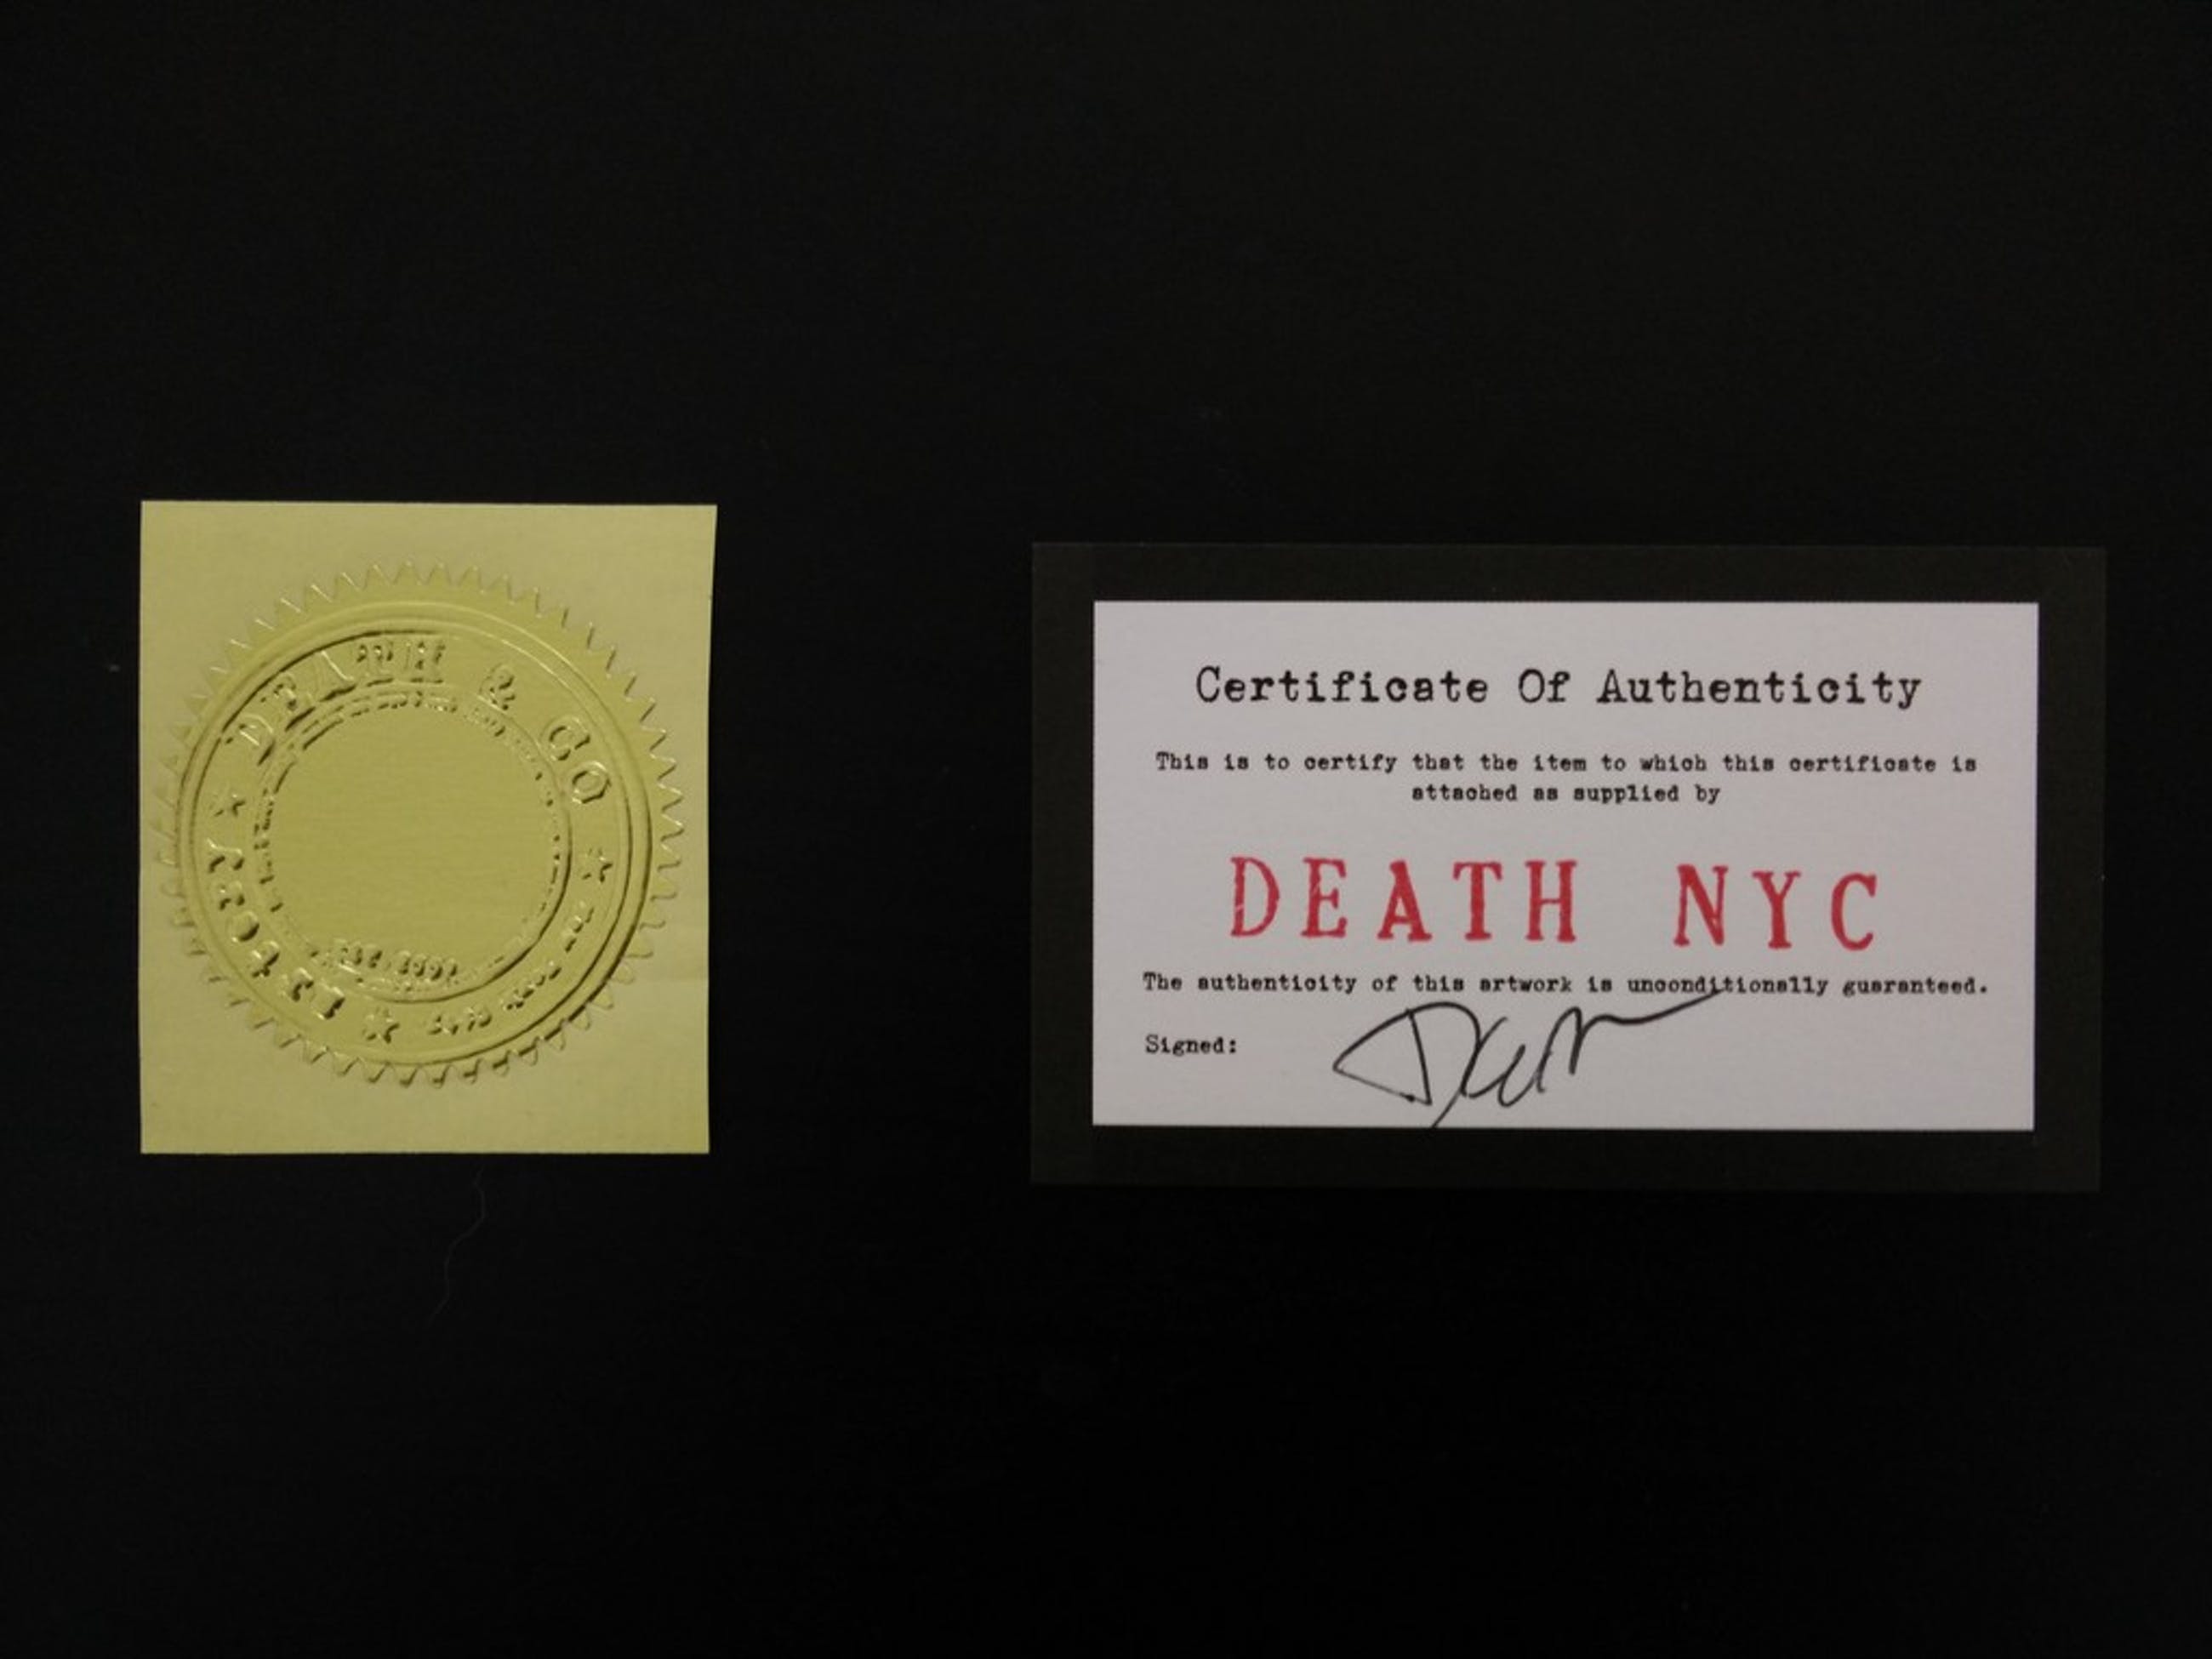 DEATH & CO
Certificate Of Authenticity
This is to certify that the item to which this certificate is
attached as supplied by
DEATH NYC
The authenticity of this artwork is unconditionally guaranteed.
Signed: